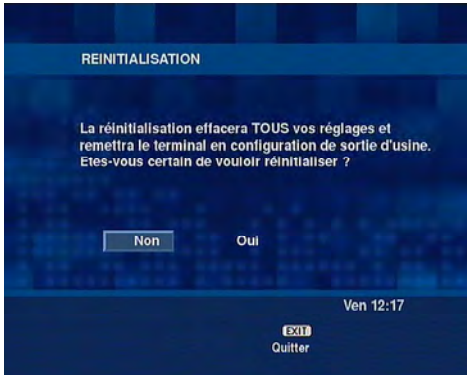 REINITIALISATION
La réinitialisation effacera TOUS vos réglages et
remettra le terminal en configuration de sortie d'usine.
Etes-vous certain de vouloir réinitialiser ?
Non Oui
Ven 12:17
EXIT
Quitter